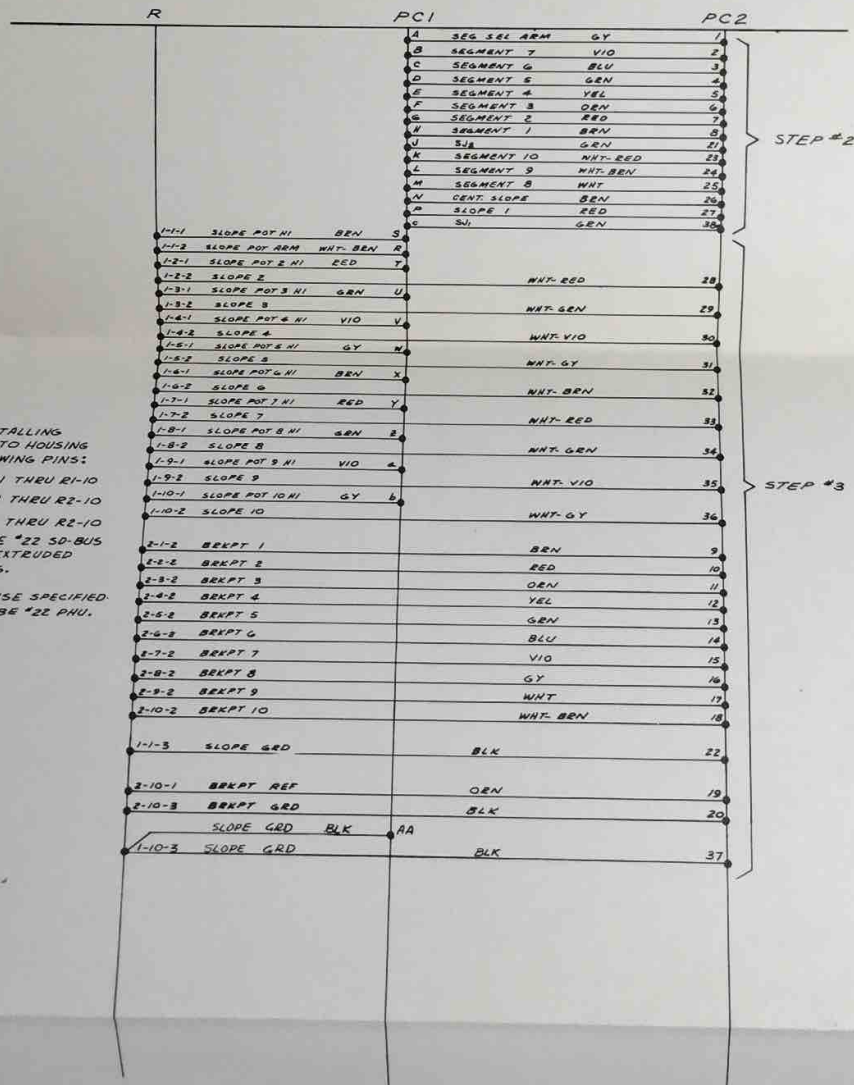 R PC1 PC2
A SEG SEL ARM GY 1
B SEGMENT 7 VIO 2
C SEGMENT 6 BLU 3
D SEGMENT 5 GRN 4
E SEGMENT 4 YEL 5
F SEGMENT 3 ORN 6
G SEGMENT 2 RED 7
H SEGMENT 1 BRN 8
J SJ2 GRN 21
K SEGMENT 10 WHT-RED 23
L SEGMENT 9 WHT-BRN 24
M SEGMENT 8 WHT 25
N CENT. SLOPE BRN 26
P SLOPE 1 RED 27
c SJ1 GRN 38
STEP #2
1-1-1 SLOPE POT HI BRN S
1-1-2 SLOPE POT ARM WHT-BRN R
1-2-1 SLOPE POT 2 HI RED T
1-2-2 SLOPE 2 WHT-RED 28
1-3-1 SLOPE POT 3 HI GRN U
1-3-2 SLOPE 3 WHT-GRN 29
1-4-1 SLOPE POT 4 HI VIO V
1-4-2 SLOPE 4 WHT-VIO 30
1-5-1 SLOPE POT 5 HI GY W
1-5-2 SLOPE 5 WHT-GY 31
1-6-1 SLOPE POT 6 HI BRN X
1-6-2 SLOPE 6 WHT-BRN 32
1-7-1 SLOPE POT 7 HI RED Y
1-7-2 SLOPE 7 WHT-RED 33
1-8-1 SLOPE POT 8 HI GRN Z
1-8-2 SLOPE 8 WHT-GRN 34
1-9-1 SLOPE POT 9 HI VIO a
1-9-2 SLOPE 9 WHT-VIO 35
1-10-1 SLOPE POT 10 HI GY b
1-10-2 SLOPE 10 WHT-GY 36
2-1-2 BRKPT 1 BRN 9
2-2-2 BRKPT 2 RED 10
2-3-2 BRKPT 3 ORN 11
2-4-2 BRKPT 4 YEL 12
2-5-2 BRKPT 5 GRN 13
2-6-2 BRKPT 6 BLU 14
2-7-2 BRKPT 7 VIO 15
2-8-2 BRKPT 8 GY 16
2-9-2 BRKPT 9 WHT 17
2-10-2 BRKPT 10 WHT-BRN 18
1-1-3 SLOPE GRD BLK 22
2-10-1 BRKPT REF ORN 19
2-10-3 BRKPT GRD BLK 20
SLOPE GRD BLK AA
1-10-3 SLOPE GRD BLK 37
STEP #3
TALLING
TO HOUSING
WING PINS:
THRU R1-10
THRU R2-10
THRU R2-10
#22 SD-BUS
EXTRUDED
SE SPECIFIED
BE #22 PHU.